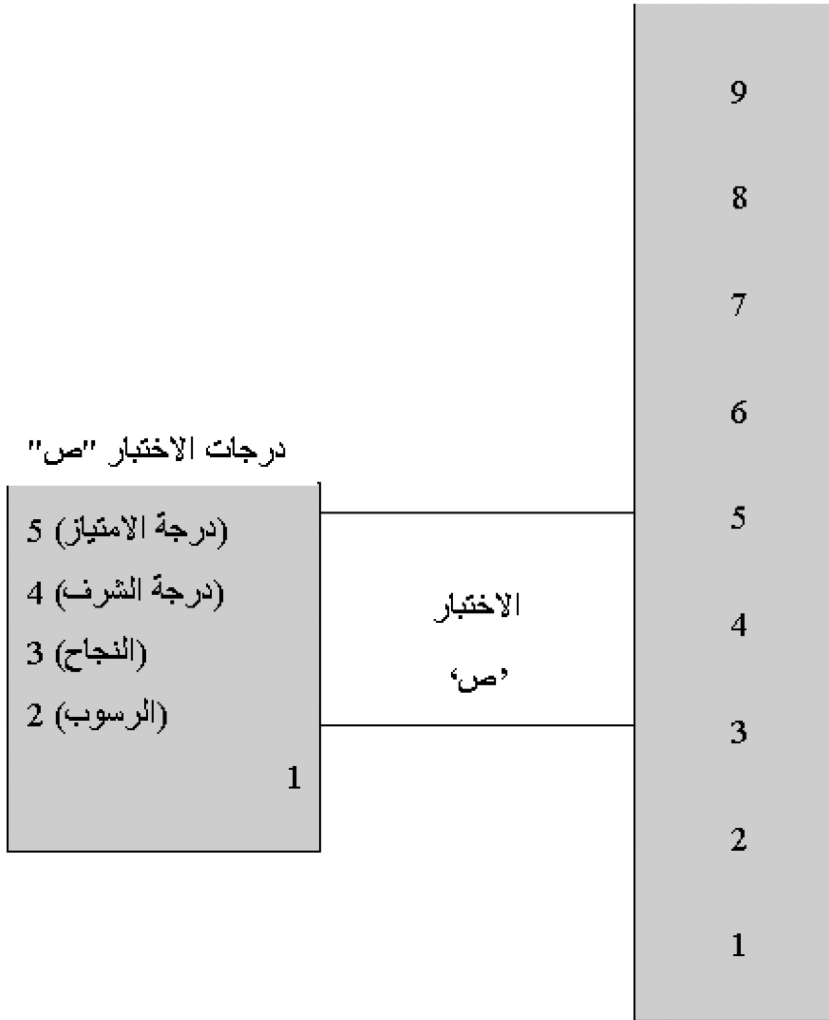 9
8
7
6
5
4
3
2
1
الاختبار
’ص‘
درجات الاختبار "ص"
5 (درجة الامتياز)
4 (درجة الشرف)
3 (النجاح)
2 (الرسوب)
1